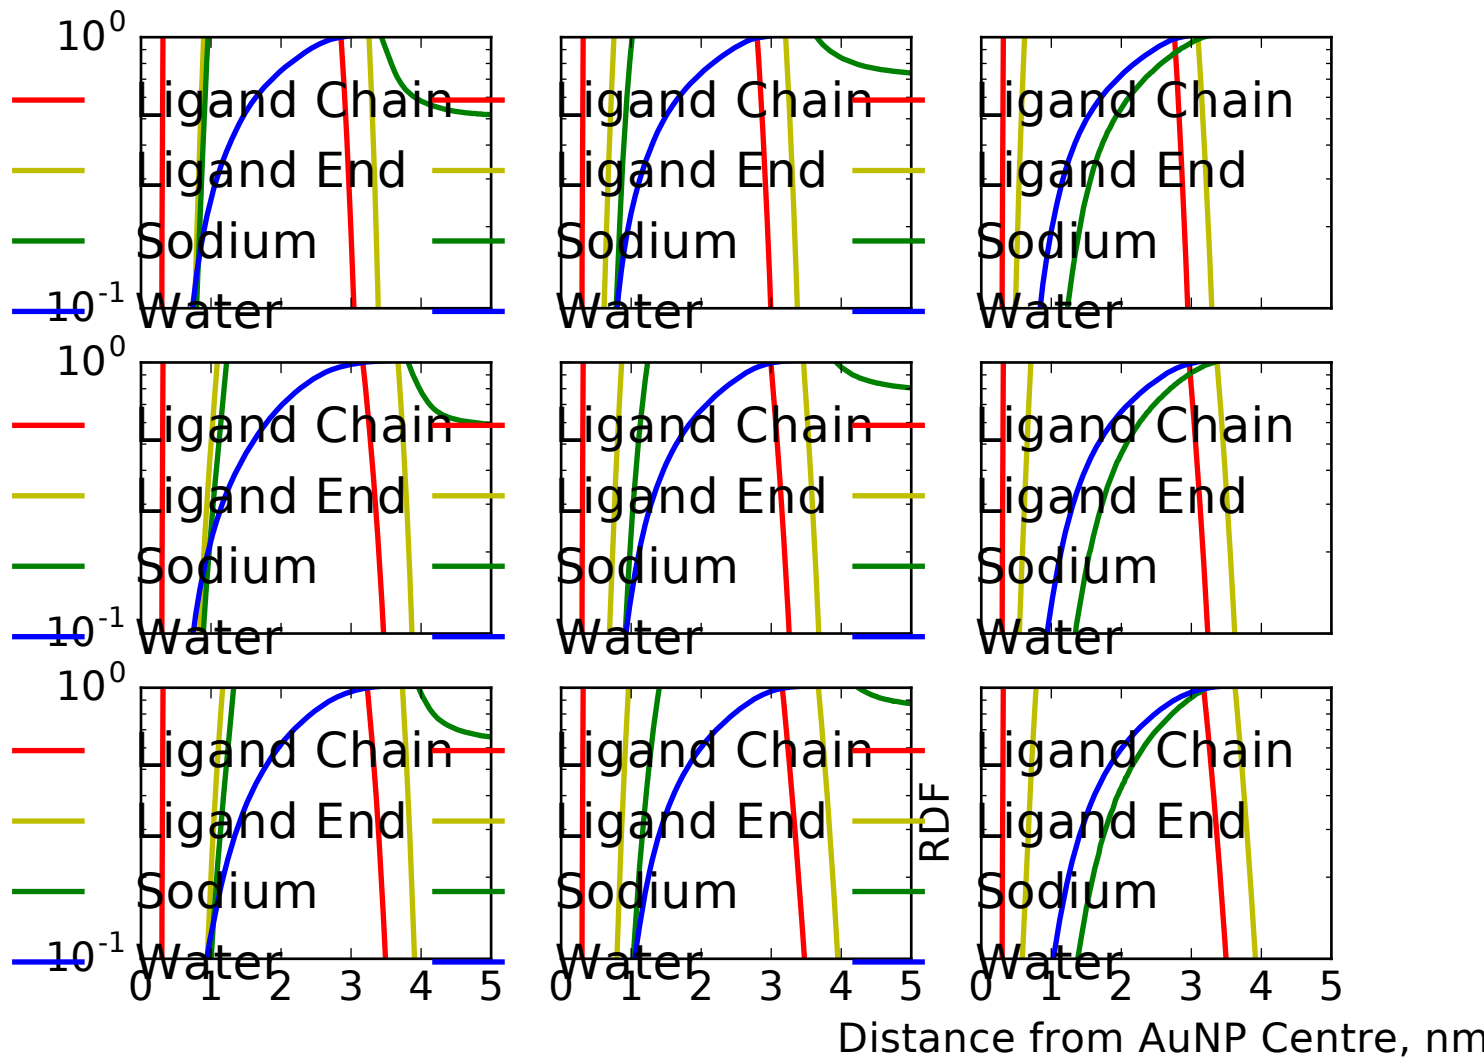 10^0
Ligand Chain
Ligand Chain
Ligand Chain
Ligand End
Ligand End
Ligand End
Sodium
Sodium
Sodium
10^-1
Water
Water
Water
10^0
Ligand Chain
Ligand Chain
Ligand Chain
Ligand End
Ligand End
Ligand End
Sodium
Sodium
Sodium
10^-1
Water
Water
Water
10^0
Ligand Chain
Ligand Chain
Ligand Chain
Ligand End
Ligand End
Ligand End
RDF
Sodium
Sodium
Sodium
10^-1
Water
Water
Water
0 1 2 3 4 5
0 1 2 3 4 5
0 1 2 3 4 5
Distance from AuNP Centre, nm